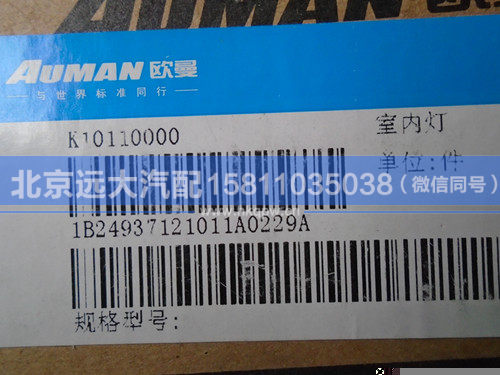 AUMAN
AUMAN 欧曼
与世界标准同行
K10110000
室内灯
单位:件
北京远大汽配15811035038(微信同号)
1B24937121011A0229A
规格型号: